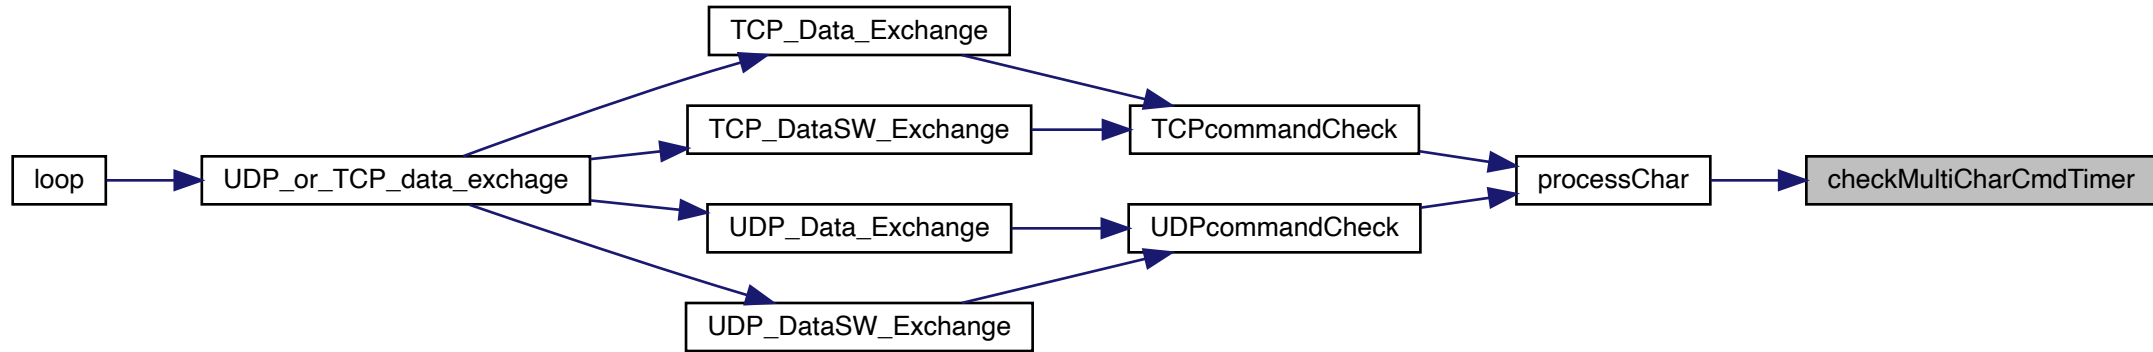 loop
UDP_or_TCP_data_exchage
TCP_Data_Exchange
TCP_DataSW_Exchange
UDP_Data_Exchange
UDP_DataSW_Exchange
TCPcommandCheck
UDPcommandCheck
processChar
checkMultiCharCmdTimer